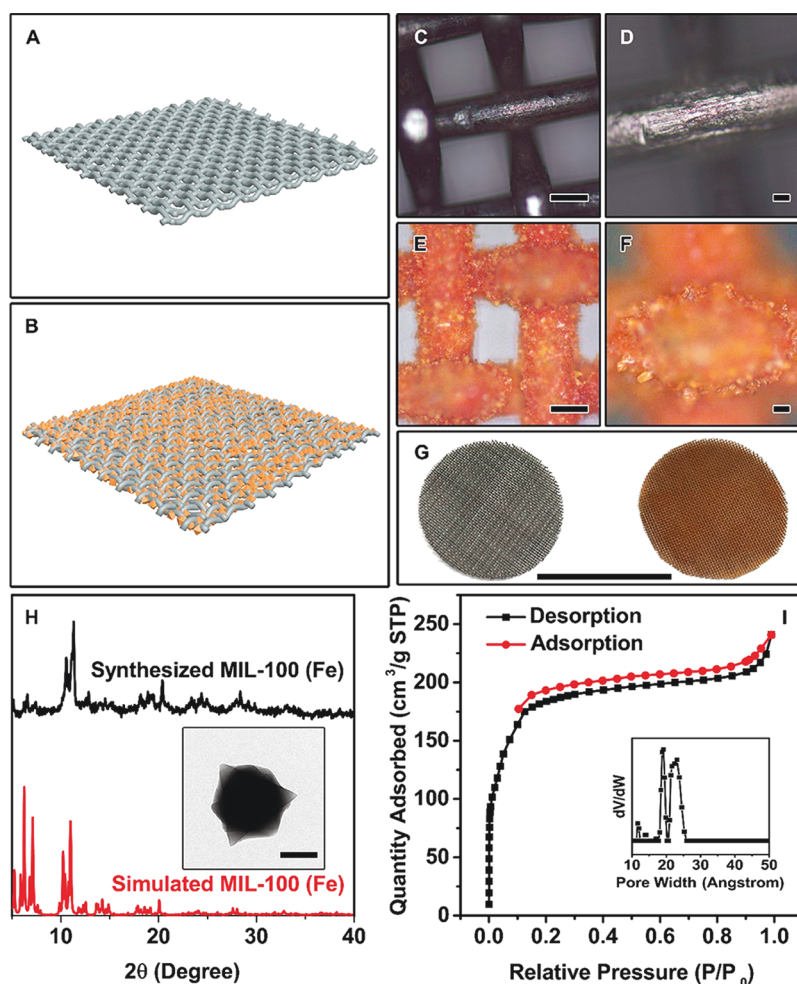 A
B
C
D
E
F
G
H
Synthesized MIL-100 (Fe)
Simulated MIL-100 (Fe)
10
20
30
40
2θ (Degree)
I
Desorption
Adsorption
Quantity Adsorbed (cm³/g STP)
250
200
150
100
50
0
dV/dW
10 20 30 40 50
Pore Width (Angstrom)
0.0 0.2 0.4 0.6 0.8 1.0
Relative Pressure (P/P₀)